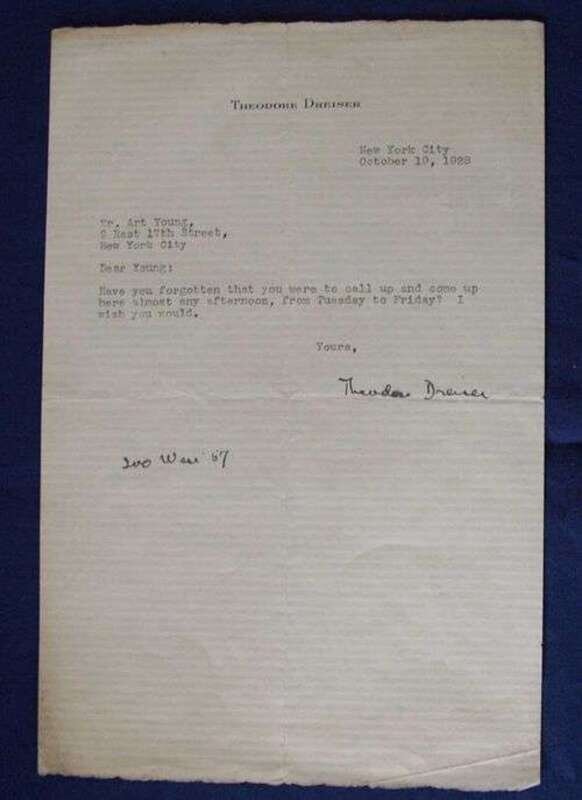 THEODORE DREISER
New York City
October 19, 1928
Mr. Art Young,
9 East 17th Street,
New York City
Dear Young:
Have you forgotten that you were to call up and come up
here almost any afternoon, from Tuesday to Friday? I
wish you would.
Yours,
Theodore Dreiser
200 West 57